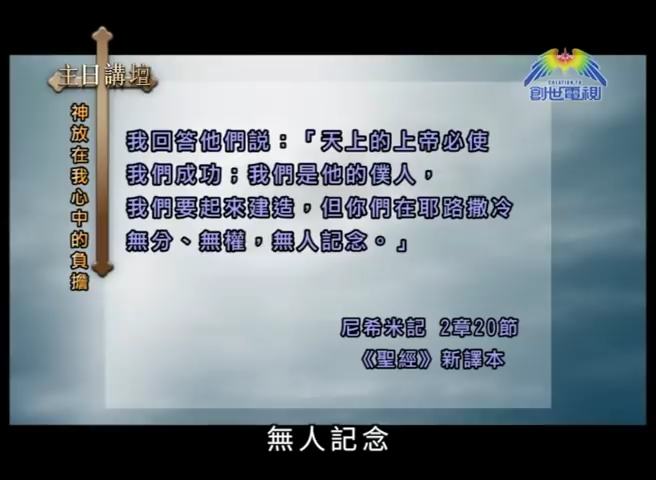 主日講壇
神放在我心中的負擔
CREATION.TV
創世電視
我回答他們説：「天上的上帝必使
我們成功；我們是他的僕人，
我們要起來建造，但你們在耶路撒冷
無分、無權，無人記念。」
尼希米記 2章20節
《聖經》新譯本
無人記念